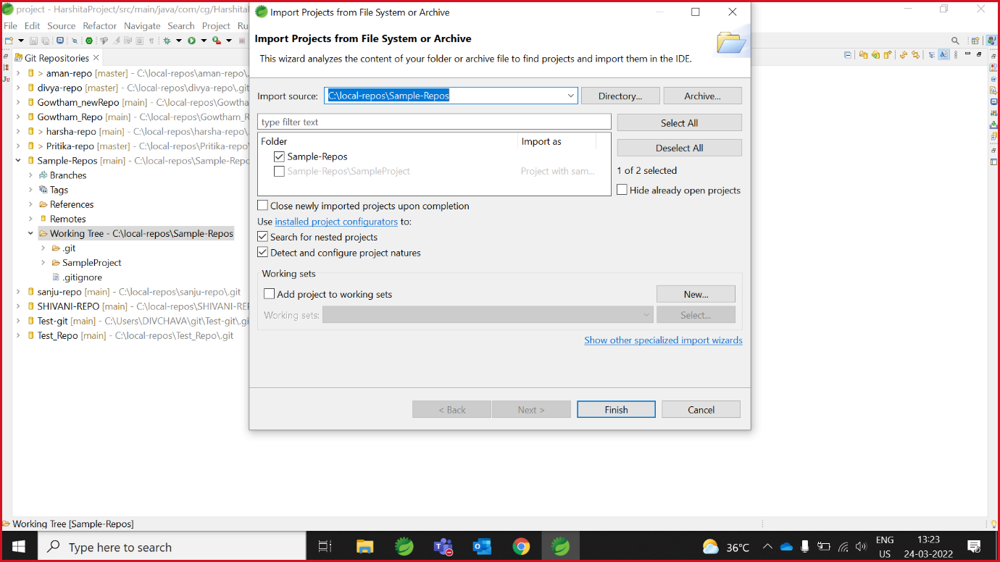 project - HarshitaProject/src/main/java/com/cg/Harshital
File Edit Source Refactor Navigate Search Project Ru
Git Repositories
> aman-repo [master] - C:\local-repos\aman-repo\.
divya-repo [master] - C:\local-repos\divya-repo\.git
Gowtham_newRepo [main] - C:\local-repos\Gowtha
Gowtham_Repo [main] - C:\local-repos\Gowtham_R
> harsha-repo [main] - C:\local-repos\harsha-repo\.
> Pritika-repo [master] - C:\local-repos\Pritika-repo\
Sample-Repos [main] - C:\local-repos\Sample-Repo
Branches
Tags
References
Remotes
Working Tree - C:\local-repos\Sample-Repos
.git
SampleProject
.gitignore
sanju-repo [main] - C:\local-repos\sanju-repo\.git
SHIVANI-REPO [main] - C:\local-repos\SHIVANI-REP
Test-git [main] - C:\Users\DIVCHAVA\git\Test-git\.gi
Test_Repo [main] - C:\local-repos\Test_Repo\.git
Import Projects from File System or Archive
Import Projects from File System or Archive
This wizard analyzes the content of your folder or archive file to find projects and import them in the IDE.
Import source: C:\local-repos\Sample-Repos Directory... Archive...
type filter text
Select All
Folder Import as
Sample-Repos
Sample-Repos\SampleProject Project with sam...
Deselect All
1 of 2 selected
Hide already open projects
Close newly imported projects upon completion
Use installed project configurators to:
Search for nested projects
Detect and configure project natures
Working sets
Add project to working sets New...
Working sets: Select...
Show other specialized import wizards
< Back Next > Finish Cancel
Working Tree [Sample-Repos]
Type here to search
36°C
ENG
US
13:23
24-03-2022